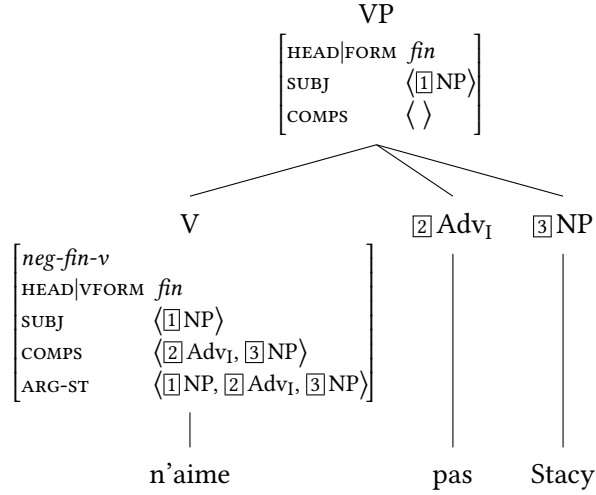 VP
HEAD|FORM fin
SUBJ ⟨[1]NP⟩
COMPS ⟨ ⟩
V [2]Adv_I [3]NP
neg-fin-v
HEAD|VFORM fin
SUBJ ⟨[1]NP⟩
COMPS ⟨[2]Adv_I, [3]NP⟩
ARG-ST ⟨[1]NP, [2]Adv_I, [3]NP⟩
n'aime pas Stacy